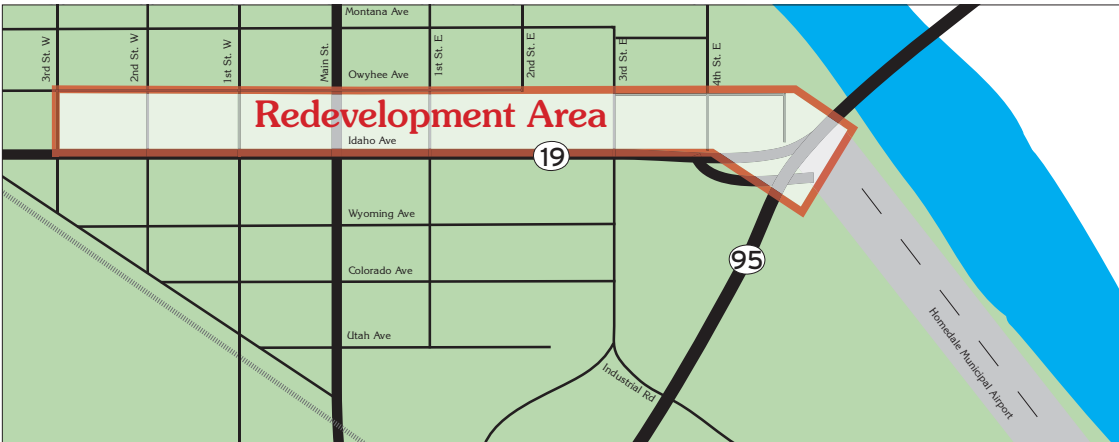 Montana Ave
3rd St. W
2nd St. W
1st St. W
Main St.
1st St. E
2nd St. E
3rd St. E
4th St. E
Owyhee Ave
Redevelopment Area
Idaho Ave
19
Wyoming Ave
95
Colorado Ave
Utah Ave
Industrial Rd
Homedale Municipal Airport